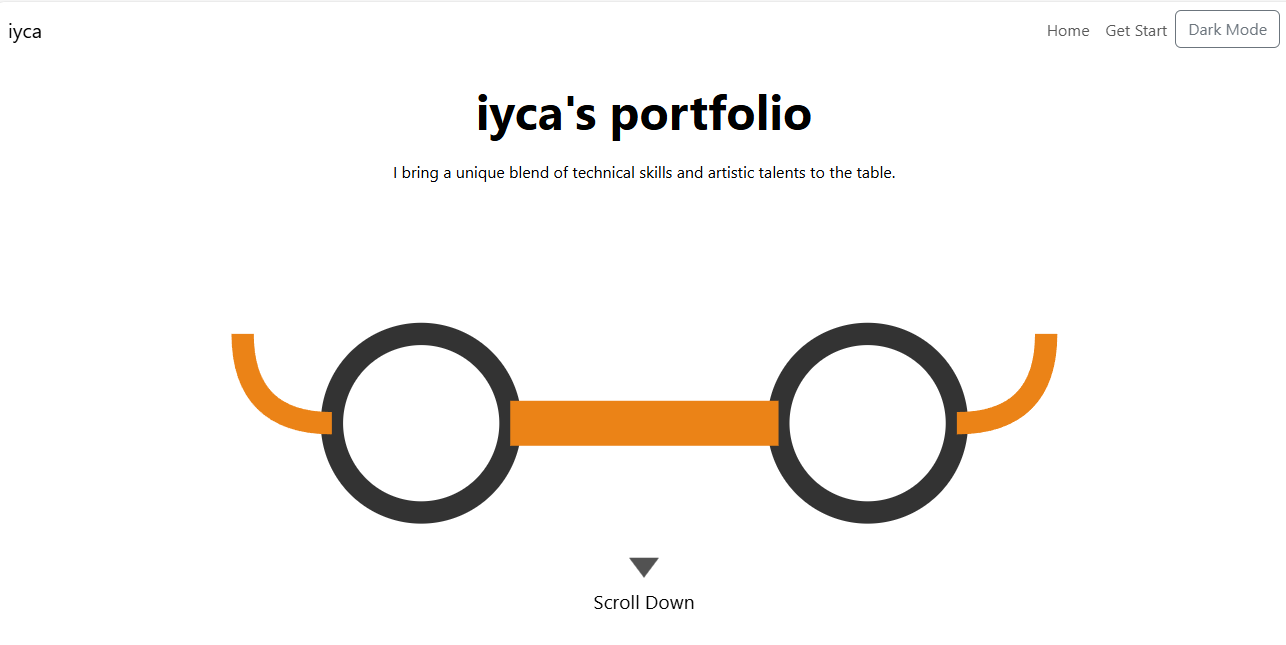 iyca
Home
Get Start
Dark Mode
iyca's portfolio
I bring a unique blend of technical skills and artistic talents to the table.
Scroll Down